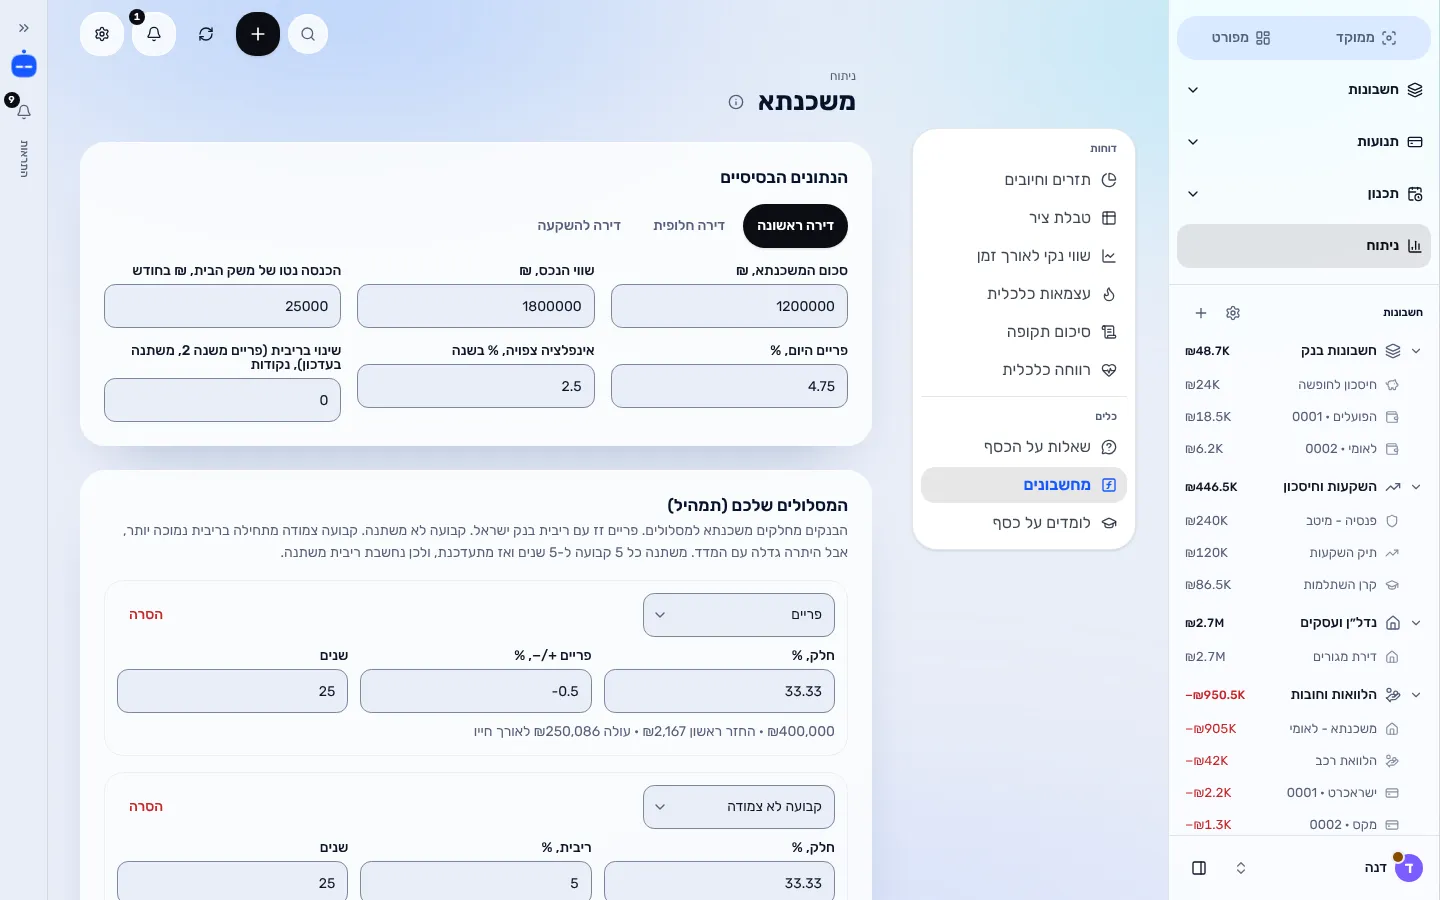 ממוקד
מפורט
חשבונות
תנועות
תכנון
ניתוח
חשבונות
חשבונות בנק ₪48.7K
חיסכון לחופשה ₪24K
הפועלים • 0001 ₪18.5K
לאומי • 0002 ₪6.2K
השקעות וחיסכון ₪446.5K
פנסיה - מיטב ₪240K
תיק השקעות ₪120K
קרן השתלמות ₪86.5K
נדל״ן ועסקים ₪2.7M
דירת מגורים ₪2.7M
הלוואות וחובות −₪950.5K
משכנתא - לאומי −₪905K
הלוואת רכב −₪42K
ישראכרט • 0001 −₪2.2K
מקס • 0002 −₪1.3K
ד
דנה
דוחות
תזרים וחיובים
טבלת ציר
שווי נקי לאורך זמן
עצמאות כלכלית
סיכום תקופה
רווחה כלכלית
כלים
שאלות על הכסף
מחשבונים
לומדים על כסף
1
ניתוח
משכנתא
הנתונים הבסיסיים
דירה ראשונה
דירה חלופית
דירה להשקעה
סכום המשכנתא, ₪
1200000
שווי הנכס, ₪
1800000
הכנסה נטו של משק הבית, ₪ בחודש
25000
פריים היום, %
4.75
אינפלציה צפויה, % בשנה
2.5
שינוי בריבית (פריים משנה 2, משתנה
בעדכון), נקודות
0
המסלולים שלכם (תמהיל)
הבנקים מחלקים משכנתא למסלולים. פריים זז עם ריבית בנק ישראל. קבועה לא משתנה. קבועה צמודה מתחילה בריבית נמוכה יותר,
אבל היתרה גדלה עם המדד. משתנה כל 5 קבועה ל-5 שנים ואז מתעדכנת, ולכן נחשבת ריבית משתנה.
פריים
הסרה
חלק, %
33.33
פריים +/−, %
-0.5
שנים
25
₪400,000 • החזר ראשון ₪2,167 • עולה ₪250,086 לאורך חייו
קבועה לא צמודה
הסרה
חלק, %
33.33
ריבית, %
5
שנים
25
9
התראות